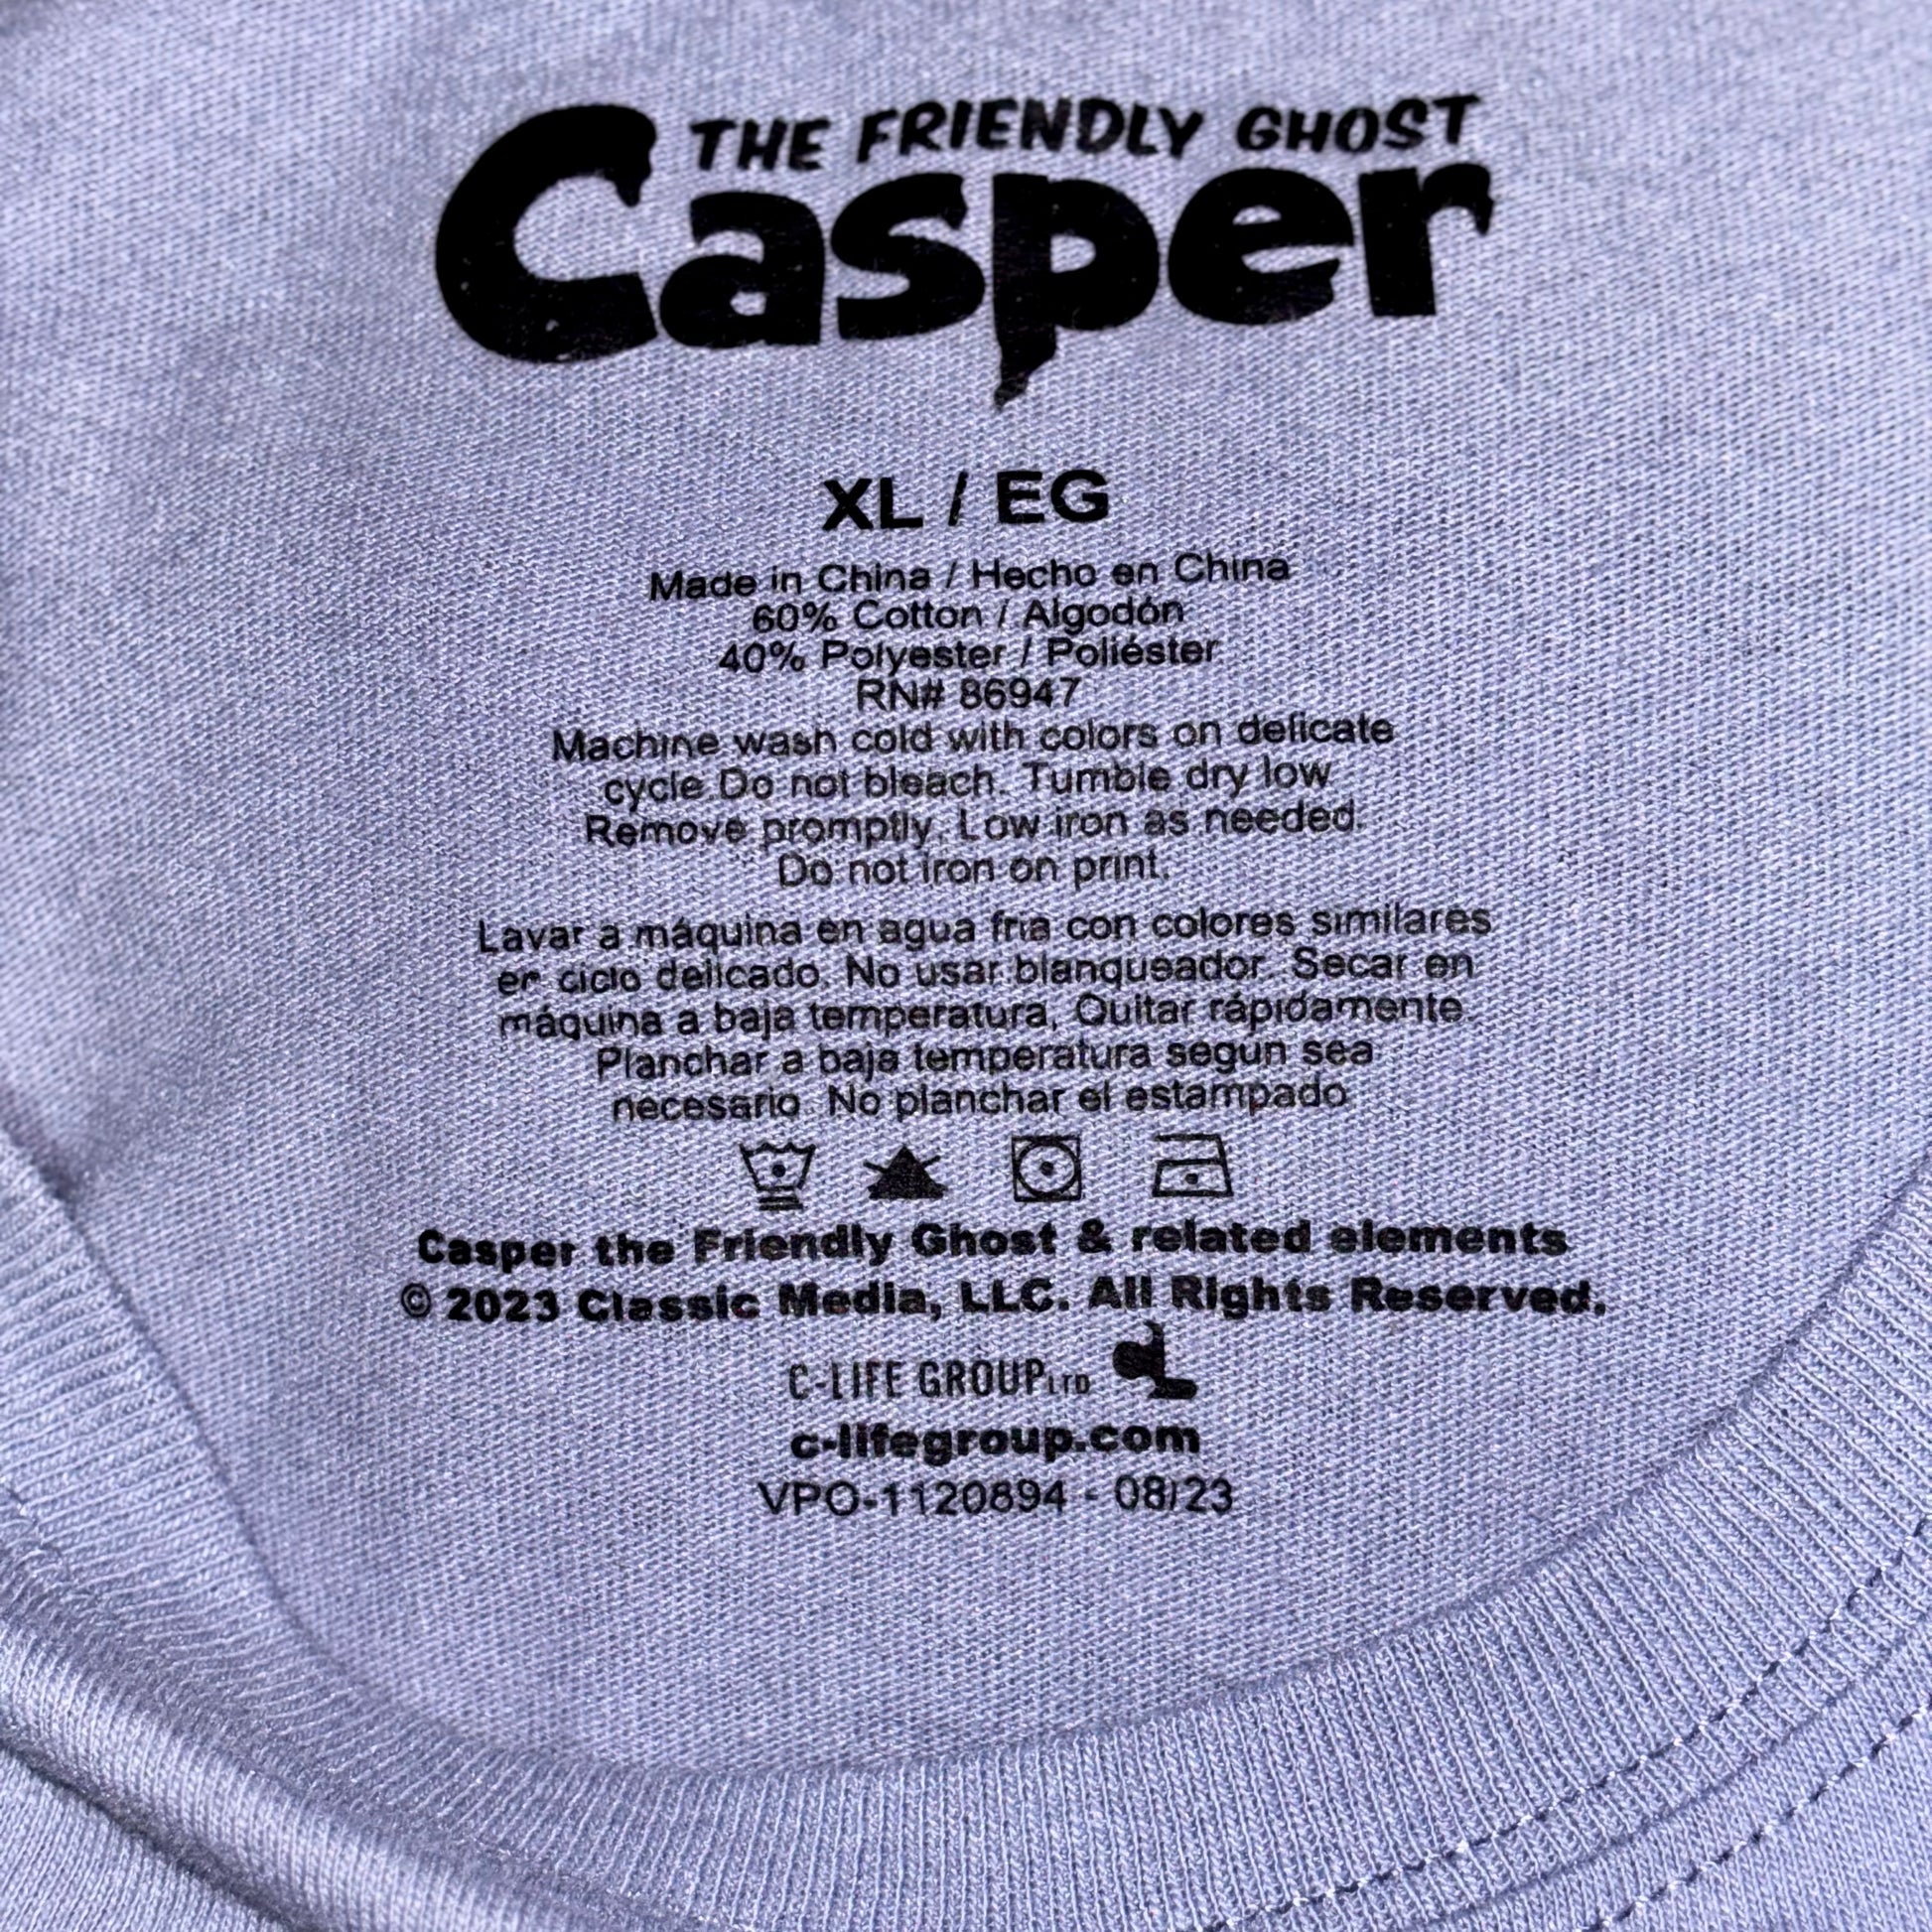 THE FRIENDLY GHOST
Casper
XL / EG
Made in China / Hecho en China
60% Cotton / Algodón
40% Polyester / Poliéster
RN# 86947
Machine wash cold with colors on delicate
cycle.Do not bleach. Tumble dry low.
Remove promptly. Low iron as needed.
Do not iron on print.
Lavar a máquina en agua fria con colores similares
en ciclo delicado. No usar blanqueador. Secar en
máquina a baja temperatura. Quitar rápidamente.
Planchar a baja temperatura segun sea
necesario. No planchar el estampado
Casper the Friendly Ghost & related elements
© 2023 Classic Media, LLC. All Rights Reserved.
C-LIFE GROUP LTD
c-lifegroup.com
VPO-1120894 - 08/23